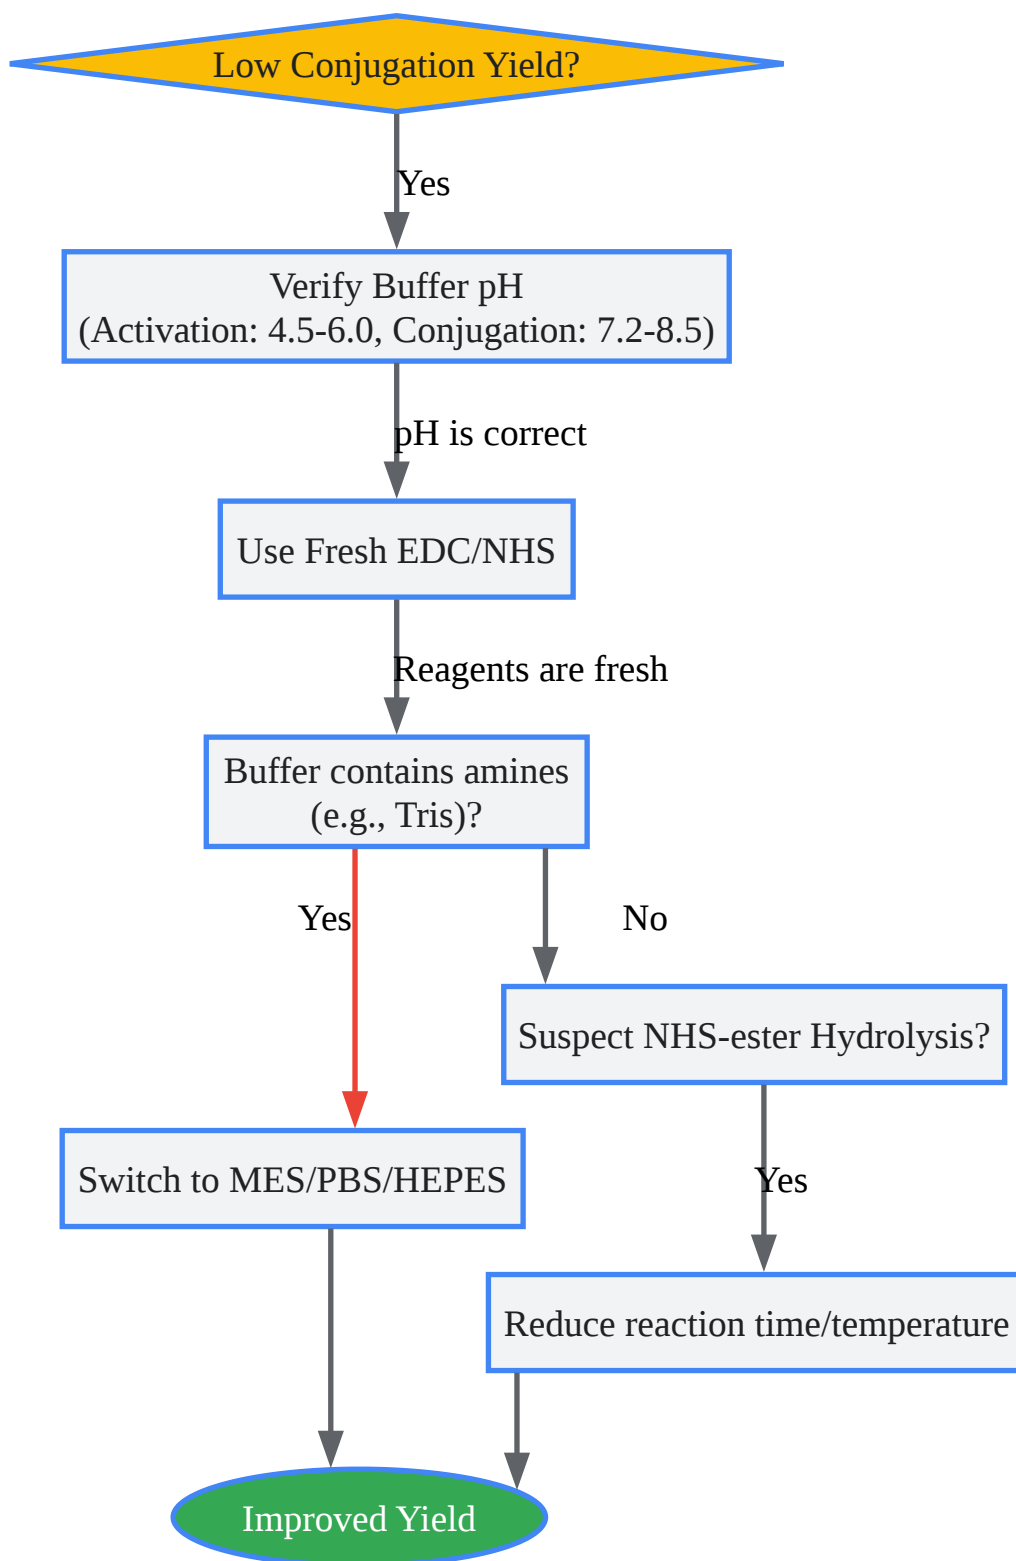 Low Conjugation Yield?
Yes
Verify Buffer pH
(Activation: 4.5-6.0, Conjugation: 7.2-8.5)
pH is correct
Use Fresh EDC/NHS
Reagents are fresh
Buffer contains amines
(e.g., Tris)?
Yes
No
Suspect NHS-ester Hydrolysis?
Switch to MES/PBS/HEPES
Yes
Reduce reaction time/temperature
Improved Yield